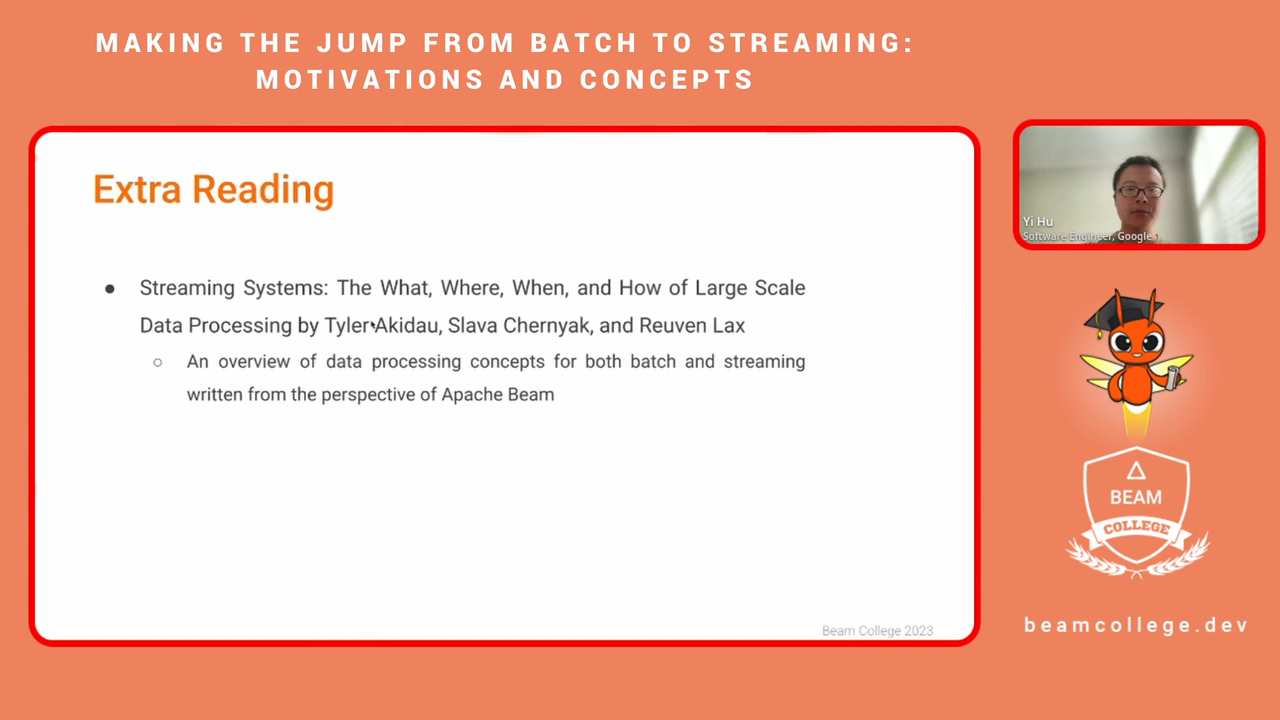 MAKING THE JUMP FROM BATCH TO STREAMING:
MOTIVATIONS AND CONCEPTS
Extra Reading
● Streaming Systems: The What, Where, When, and How of Large Scale
Data Processing by Tyler Akidau, Slava Chernyak, and Reuven Lax
○ An overview of data processing concepts for both batch and streaming
written from the perspective of Apache Beam
Beam College 2023
Yi Hu
Software Engineer, Google
BEAM
COLLEGE
beamcollege.dev